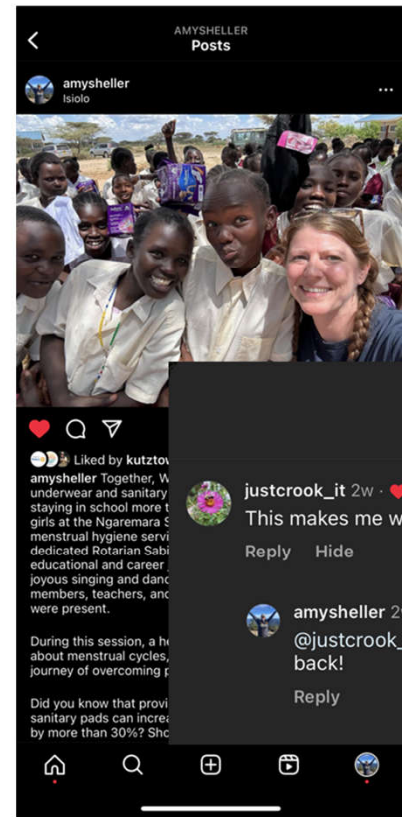 AMYSHELLER
Posts
amysheller
Isiolo
Liked by kutztow
amysheller Together, W
underwear and sanitary
staying in school more t
girls at the Ngaremara S
menstrual hygiene servi
dedicated Rotarian Sabi
educational and career
joyous singing and danc
members, teachers, and
were present.
During this session, a he
about menstrual cycles,
journey of overcoming p
Did you know that provi
sanitary pads can increa
by more than 30%? Sho
justcrook_it 2w
This makes me w
Reply Hide
amysheller 2
@justcrook_
back!
Reply